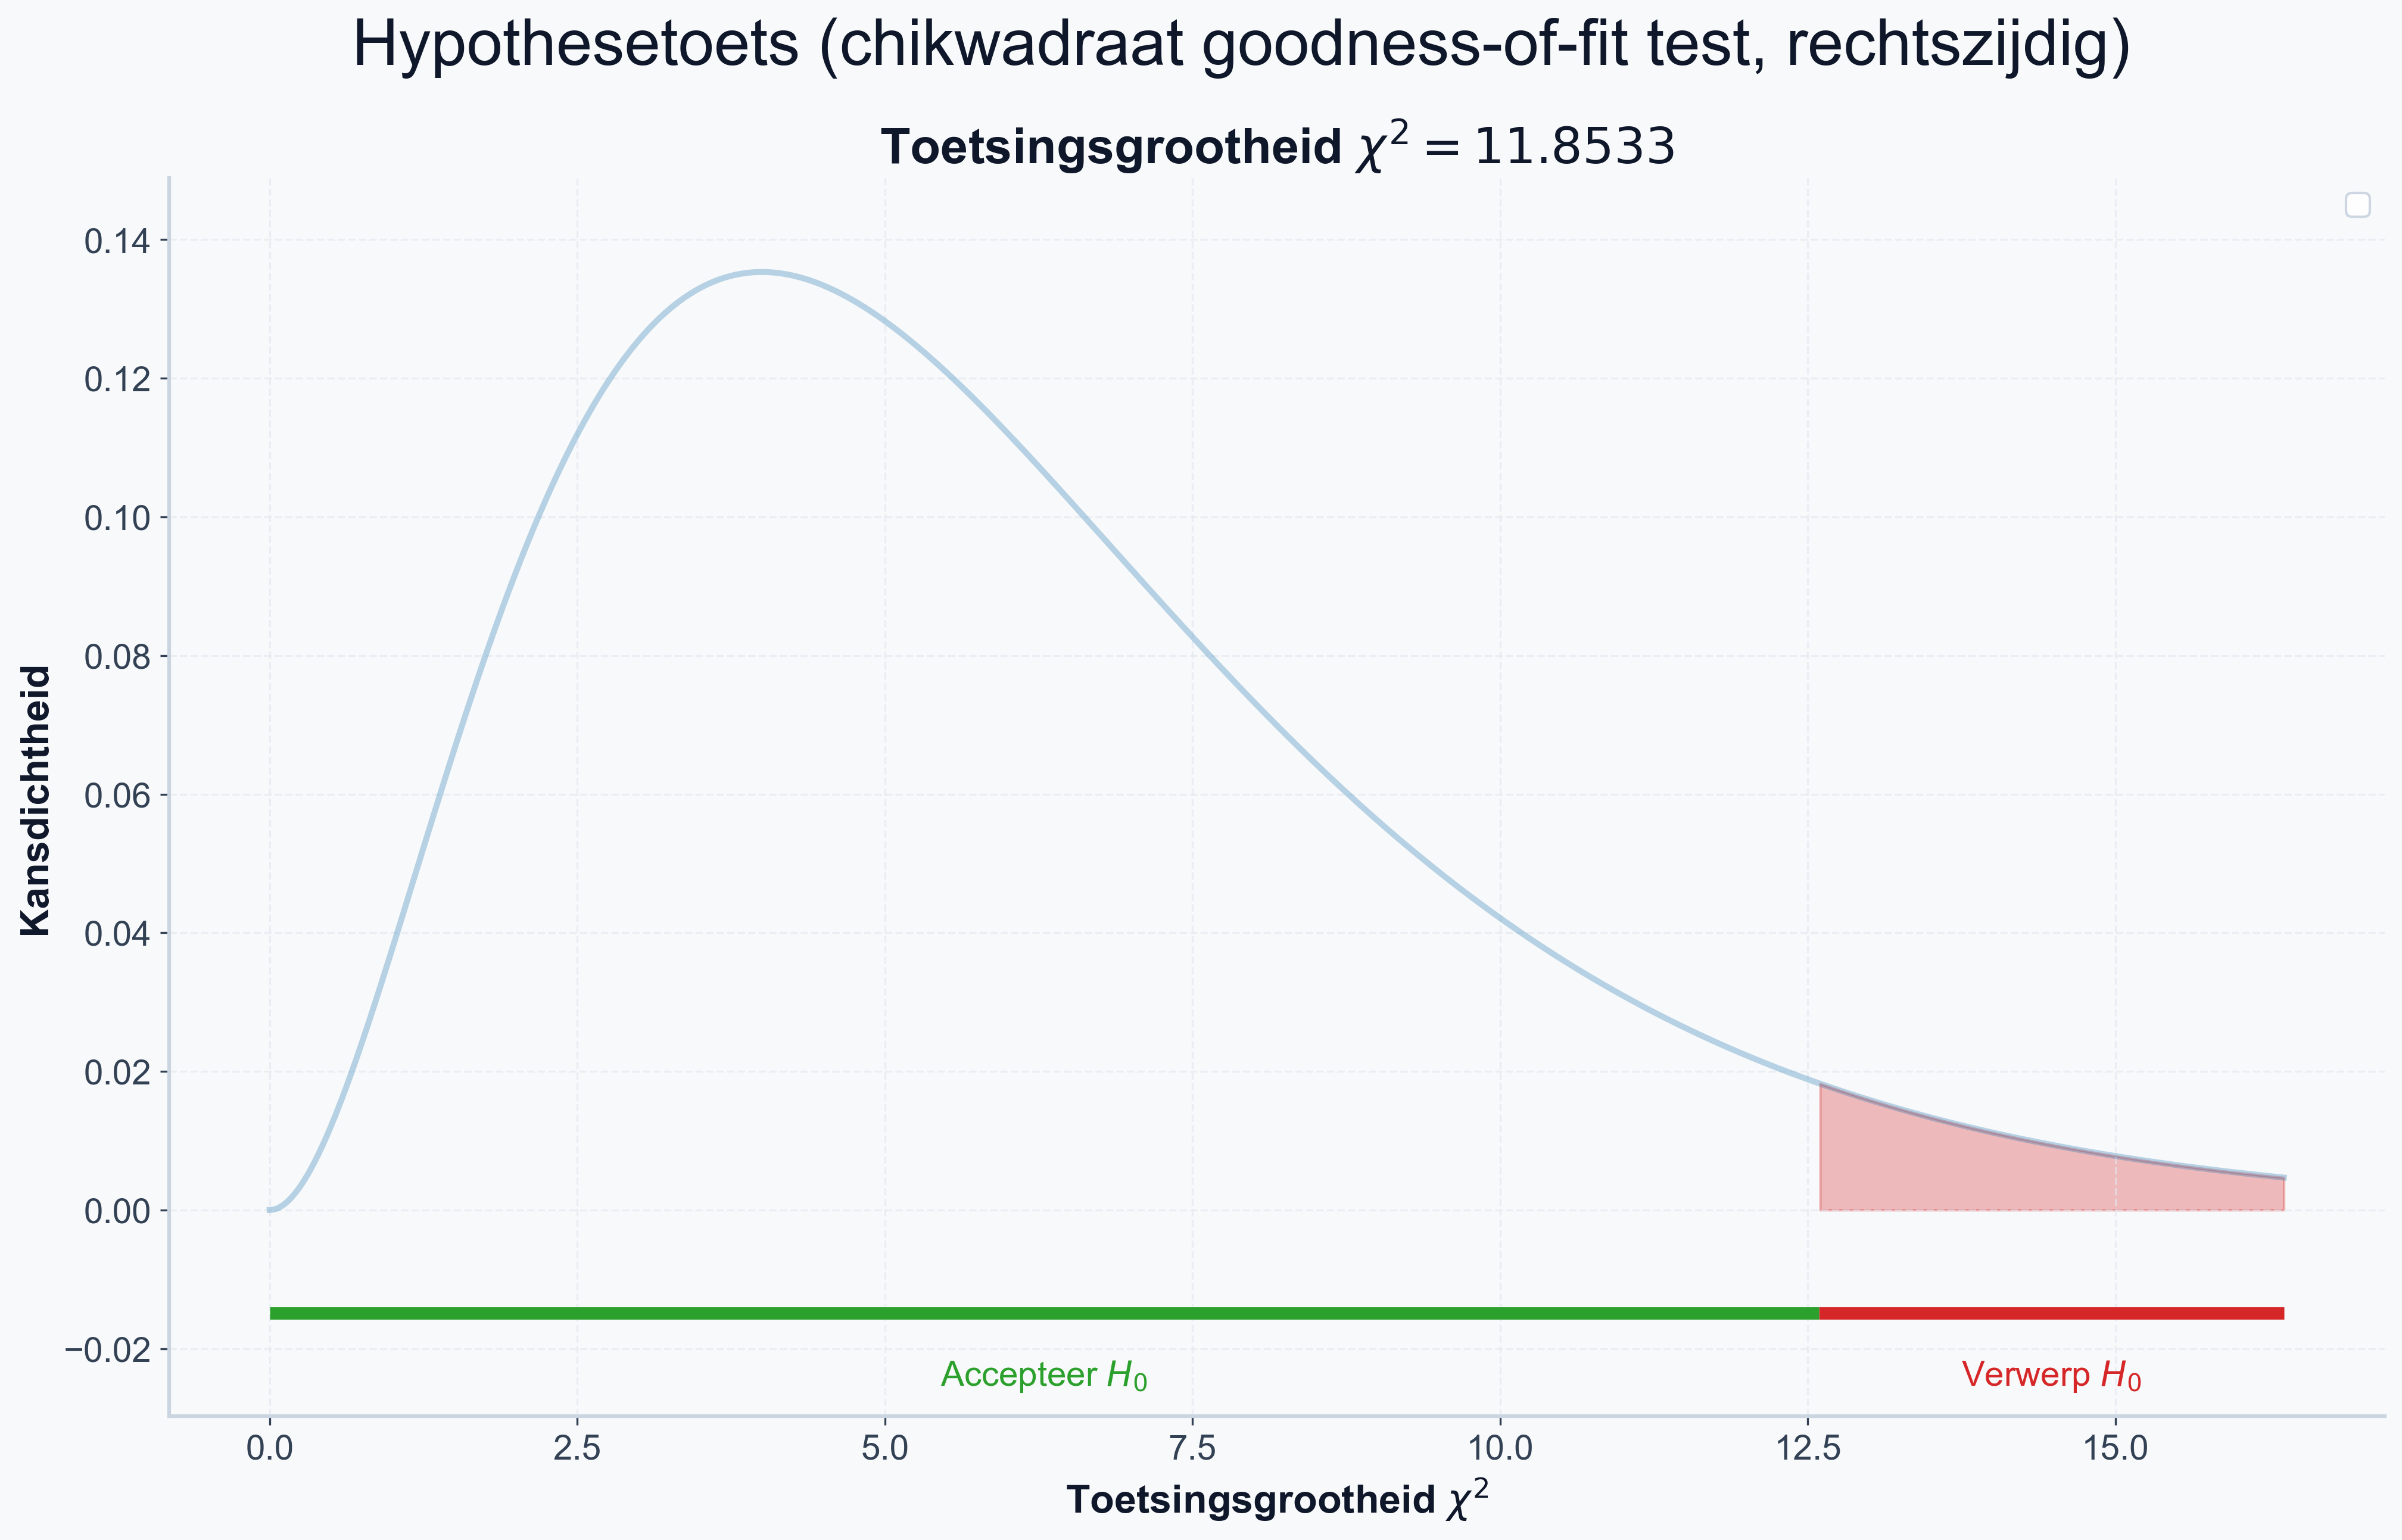 Hypothesetoets (chikwadraat goodness-of-fit test, rechtszijdig)
Toetsingsgrootheid χ² = 11.8533
0.14
0.12
0.10
0.08
0.06
0.04
0.02
0.00
−0.02
Kansdichtheid
Accepteer H₀
Verwerp H₀
0.0 2.5 5.0 7.5 10.0 12.5 15.0
Toetsingsgrootheid χ²